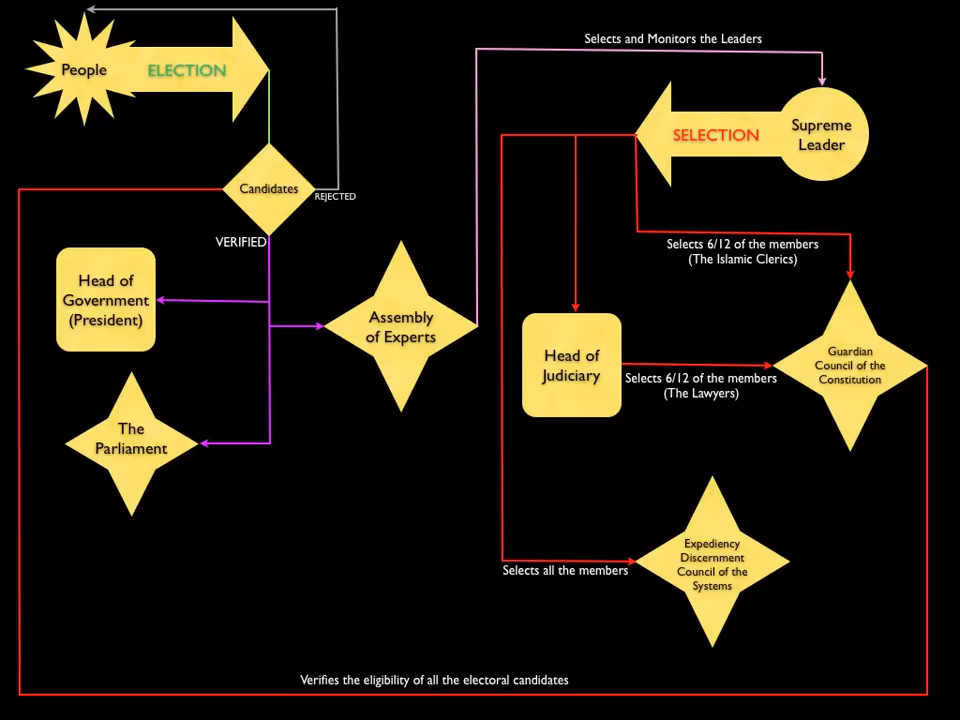 Selects and Monitors the Leaders
People
ELECTION
SELECTION
Supreme
Leader
Candidates
REJECTED
VERIFIED
Selects 6/12 of the members
(The Islamic Clerics)
Head of
Government
(President)
Assembly
of Experts
Head of
Judiciary
Selects 6/12 of the members
(The Lawyers)
Guardian
Council of the
Constitution
The
Parliament
Expediency
Discernment
Council of the
Systems
Selects all the members
Verifies the eligibility of all the electoral candidates